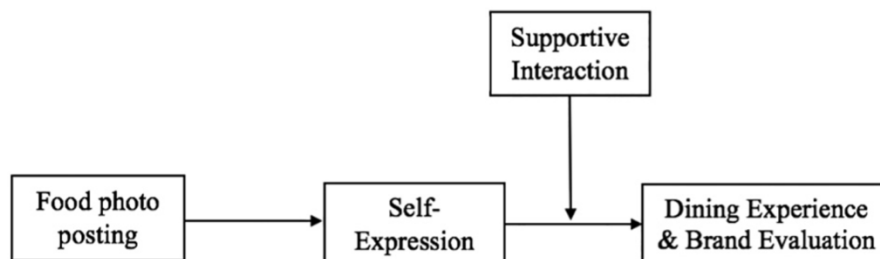 Supportive
Interaction
Food photo
posting
Self-
Expression
Dining Experience
& Brand Evaluation